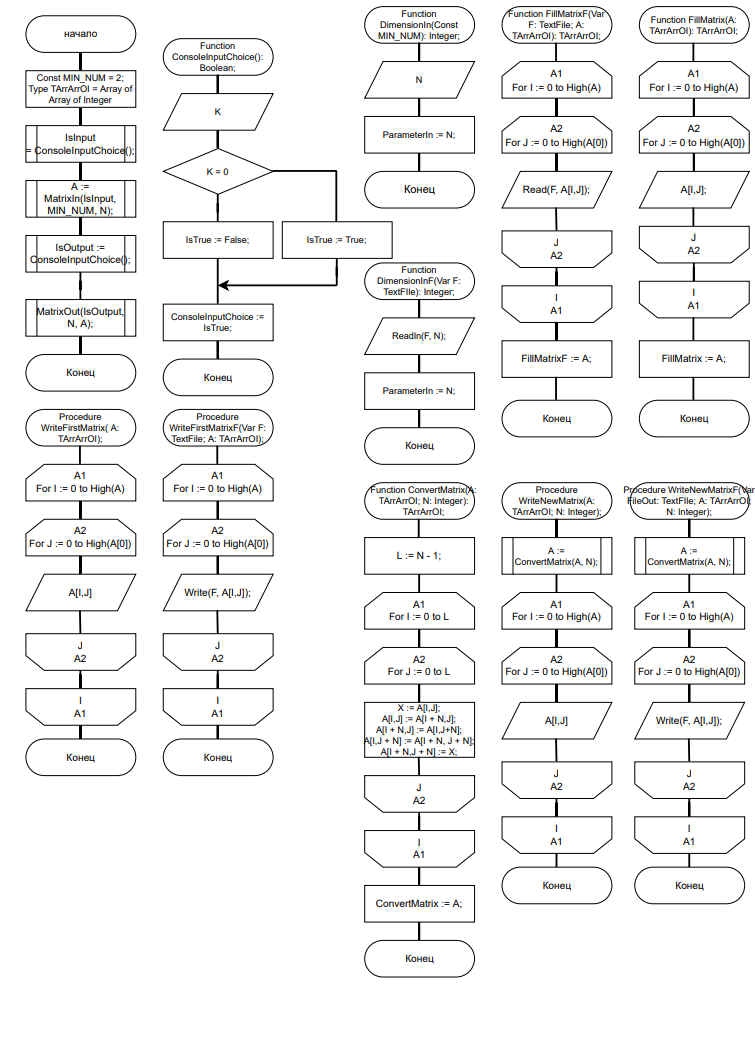 начало
Const MIN_NUM = 2;
Type TArrArrOI = Array of
Array of Integer
IsInput
= ConsoleInputChoice();
A :=
MatrixIn(IsInput,
MIN_NUM, N);
IsOutput :=
ConsoleInputChoice();
MatrixOut(IsOutput,
N, A);
Конец
Function
ConsoleInputChoice():
Boolean;
K
K = 0
IsTrue := False;
IsTrue := True;
ConsoleInputChoice :=
IsTrue;
Конец
Function
DimensionIn(Const
MIN_NUM): Integer;
N
ParameterIn := N;
Конец
Function
DimensionInF(Var F:
TextFIle): Integer;
Readln(F, N);
ParameterIn := N;
Конец
Function FillMatrixF(Var
F: TextFile; A:
TArrArrOI): TArrArrOI;
A1
For I := 0 to High(A)
A2
For J := 0 to High(A[0])
Read(F, A[I,J]);
J
A2
I
A1
FillMatrixF := A;
Конец
Function FillMatrix(A:
TArrArrOI): TArrArrOI;
A1
For I := 0 to High(A)
A2
For J := 0 to High(A[0])
A[I,J];
J
A2
I
A1
FillMatrix := A;
Конец
Procedure
WriteFirstMatrix( A:
TArrArrOI);
A1
For I := 0 to High(A)
A2
For J := 0 to High(A[0])
A[I,J]
J
A2
I
A1
Конец
Procedure
WriteFirstMatrixF(Var F:
TextFile; A: TArrArrOI);
A1
For I := 0 to High(A)
A2
For J := 0 to High(A[0])
Write(F, A[I,J]);
J
A2
I
A1
Конец
Function ConvertMatrix(A:
TArrArrOI; N: Integer):
TArrArrOI;
L := N - 1;
A1
For I := 0 to L
A2
For J := 0 to L
X := A[I,J];
A[I,J] := A[I + N,J];
A[I + N,J] := A[I,J+N];
A[I,J + N] := A[I + N, J + N];
A[I + N,J + N] := X;
J
A2
I
A1
ConvertMatrix := A;
Конец
Procedure
WriteNewMatrix(A:
TArrArrOI; N: Integer);
A :=
ConvertMatrix(A, N);
A1
For I := 0 to High(A)
A2
For J := 0 to High(A[0])
A[I,J]
J
A2
I
A1
Конец
Procedure WriteNewMatrixF(Var
FileOut: TextFIle; A: TArrArrOI;
N: Integer);
A :=
ConvertMatrix(A, N);
A1
For I := 0 to High(A)
A2
For J := 0 to High(A[0])
Write(F, A[I,J]);
J
A2
I
A1
Конец